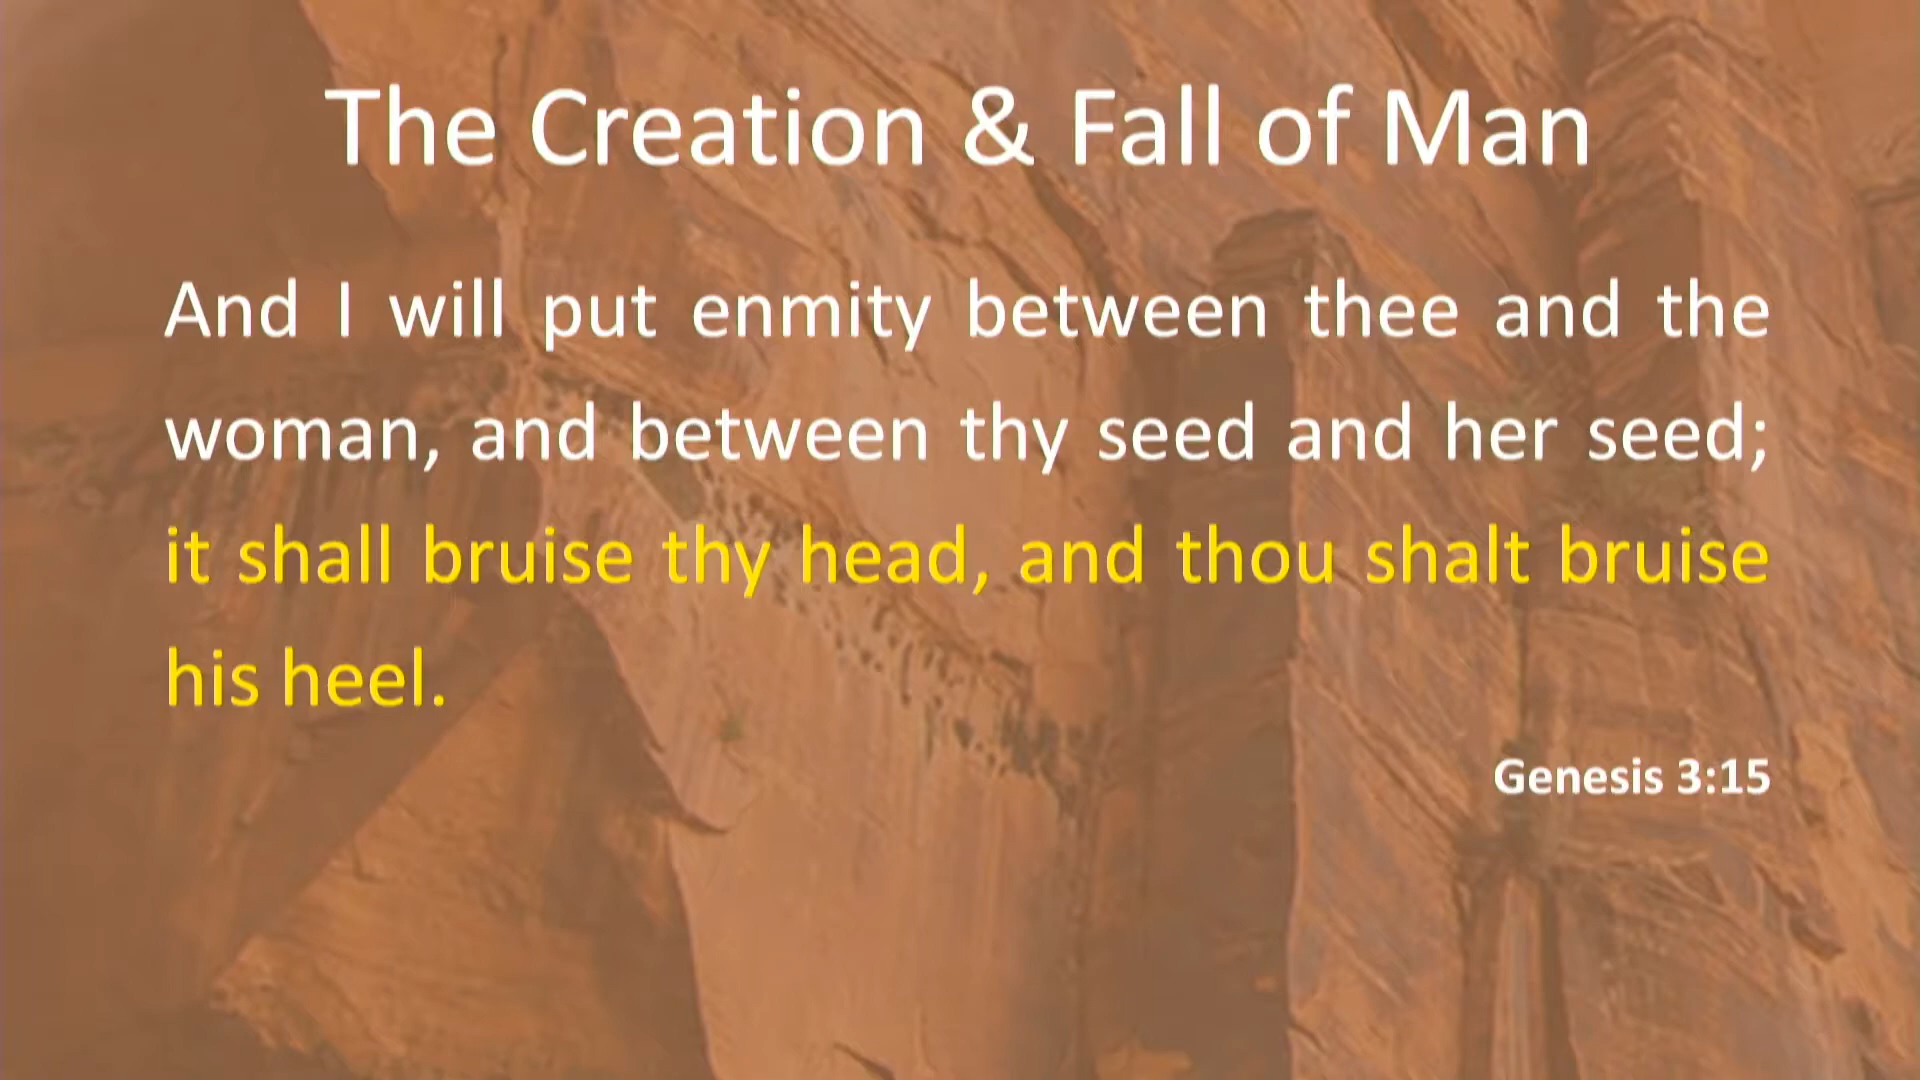 The Creation & Fall of Man
And I will put enmity between thee and the
woman, and between thy seed and her seed;
it shall bruise thy head, and thou shalt bruise
his heel.
Genesis 3:15